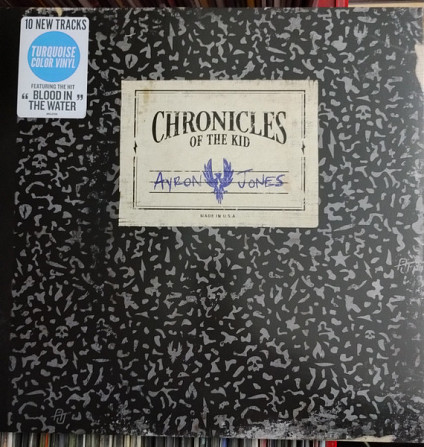 10 NEW TRACKS
TURQUOISE
COLOR VINYL
FEATURING THE HIT
“ BLOOD IN ”
THE WATER
CHRONICLES
OF THE KID
AYRON JONES
MADE IN U.S.A